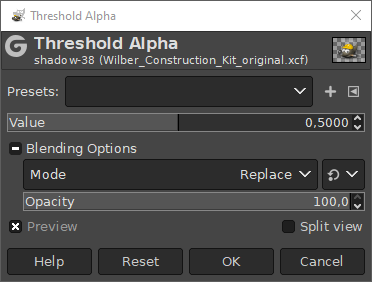 Threshold Alpha
Threshold Alpha
shadow-38 (Wilber_Construction_Kit_original.xcf)
Presets:
Value 0,5000
Blending Options
Mode Replace
Opacity 100,0
Preview Split view
Help Reset OK Cancel